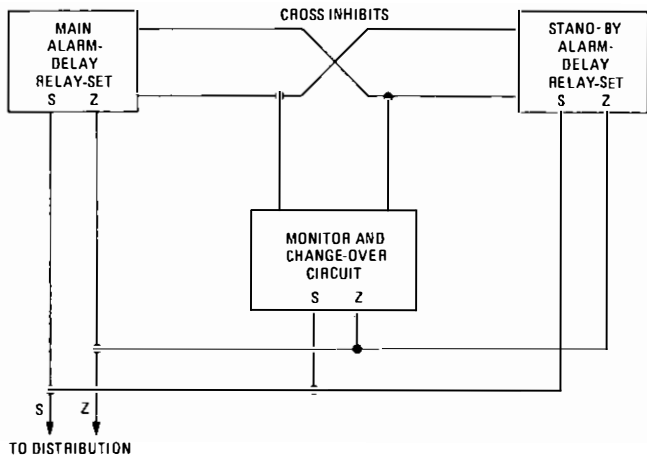 CROSS INHIBITS
MAIN
ALARM-
DELAY
RELAY-SET
S Z
STAND-BY
ALARM-
DELAY
RELAY-SET
S Z
MONITOR AND
CHANGE-OVER
CIRCUIT
S Z
S Z
TO DISTRIBUTION